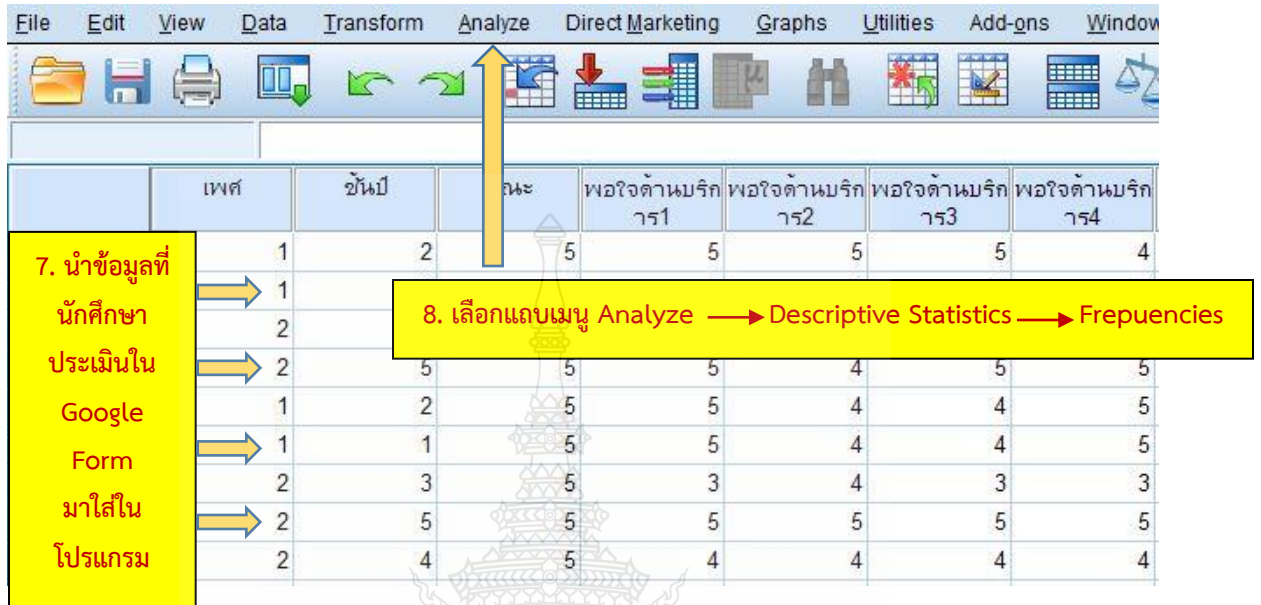 File Edit View Data Transform Analyze Direct Marketing Graphs Utilities Add-ons Window
เพศ ชั้นปี ณะ พอใจด้านบริการ1 พอใจด้านบริการ2 พอใจด้านบริการ3 พอใจด้านบริการ4
1 2 5 5 5 5 4
1
2
2 5 5 5 4 5 5
1 2 5 5 4 4 5
1 1 5 5 4 4 5
2 3 5 3 4 3 3
2 5 5 5 5 5 5
2 4 5 4 4 4 4
7. นำข้อมูลที่
นักศึกษา
ประเมินใน
Google
Form
มาใส่ใน
โปรแกรม
8. เลือกแถบเมนู Analyze → Descriptive Statistics → Frepuencies